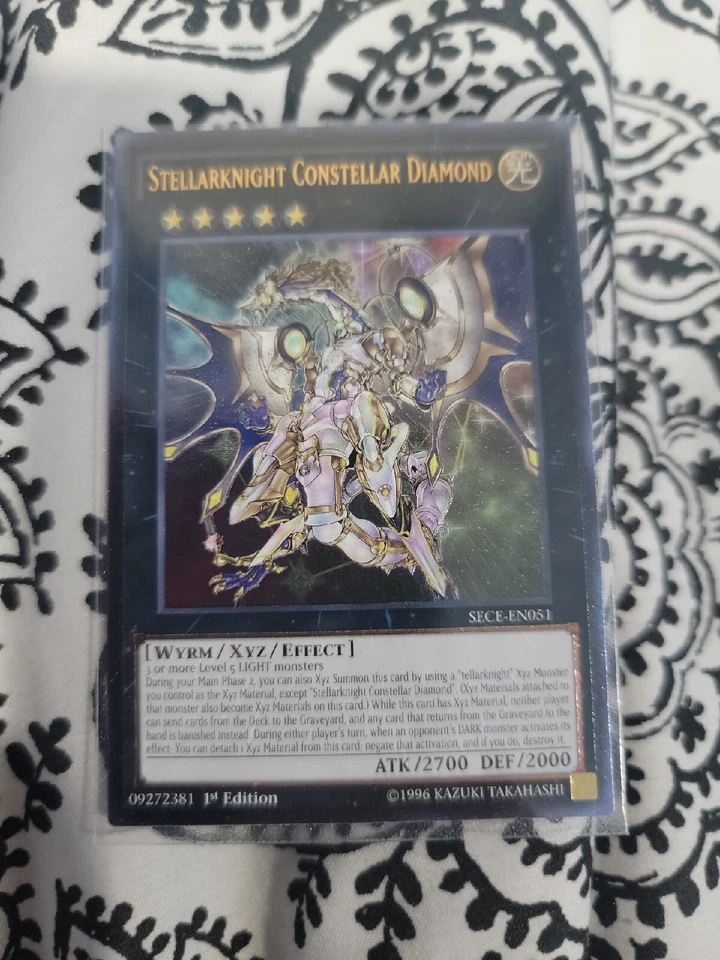 STELLARKNIGHT CONSTELLAR DIAMOND 光
SECE-EN051
[WYRM/XYZ/EFFECT]
3 or more Level 5 LIGHT monsters
During your Main Phase 2, you can also Xyz Summon this card by using a "tellarknight" Xyz Monster
you control as the Xyz Material, except "Stellarknight Constellar Diamond". (Xyz Materials attached to
that monster also become Xyz Materials on this card.) While this card has Xyz Material, neither player
can send cards from the Deck to the Graveyard, and any card that returns from the Graveyard to the
hand is banished instead. During either player's turn, when an opponent's DARK monster activates its
effect: You can detach 1 Xyz Material from this card; negate that activation, and if you do, destroy it.
ATK/2700 DEF/2000
09272381 1st Edition ©1996 KAZUKI TAKAHASHI